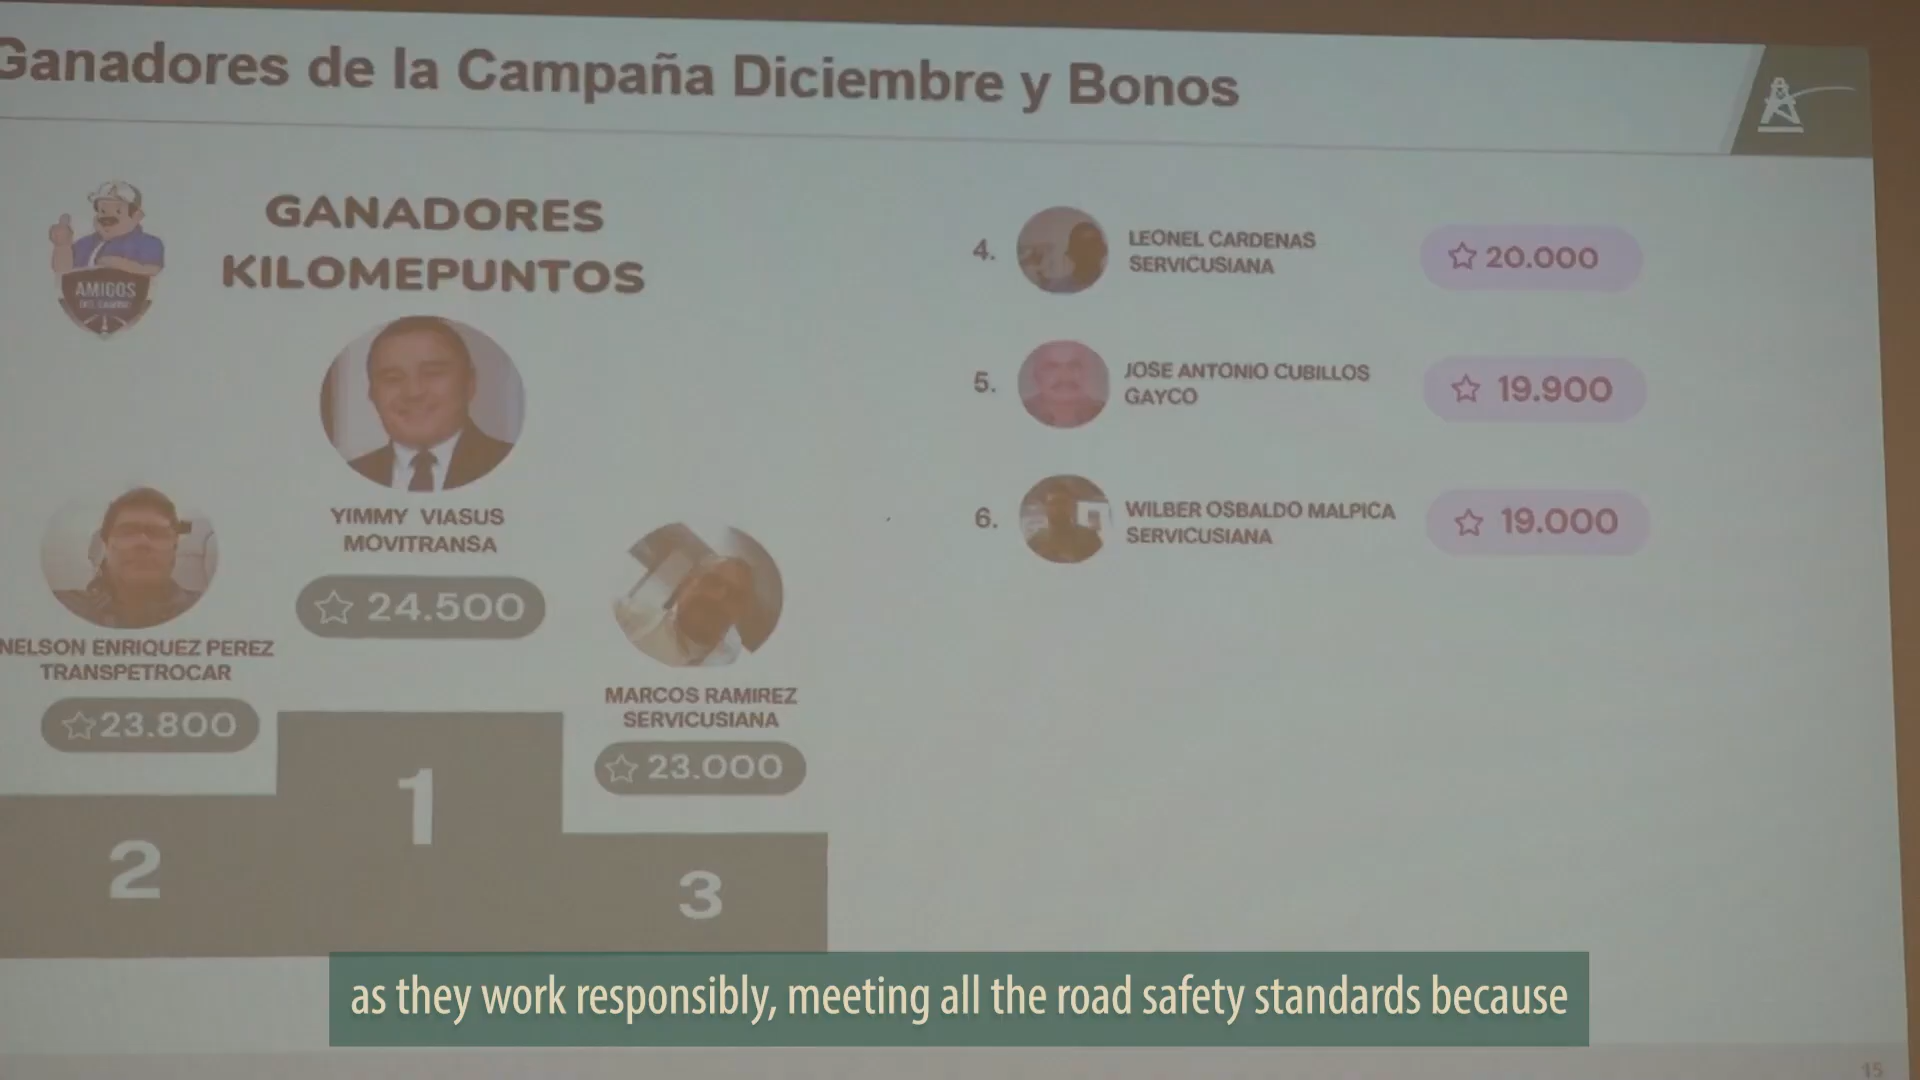 Ganadores de la Campaña Diciembre y Bonos
AMIGOS
DEL CAMINO
GANADORES
KILOMEPUNTOS
YIMMY VIASUS
MOVITRANSA
24.500
NELSON ENRIQUEZ PEREZ
TRANSPETROCAR
23.800
MARCOS RAMIREZ
SERVICUSIANA
23.000
1
2
3
4.
LEONEL CARDENAS
SERVICUSIANA
20.000
5.
JOSE ANTONIO CUBILLOS
GAYCO
19.900
6.
WILBER OSBALDO MALPICA
SERVICUSIANA
19.000
as they work responsibly, meeting all the road safety standards because
15